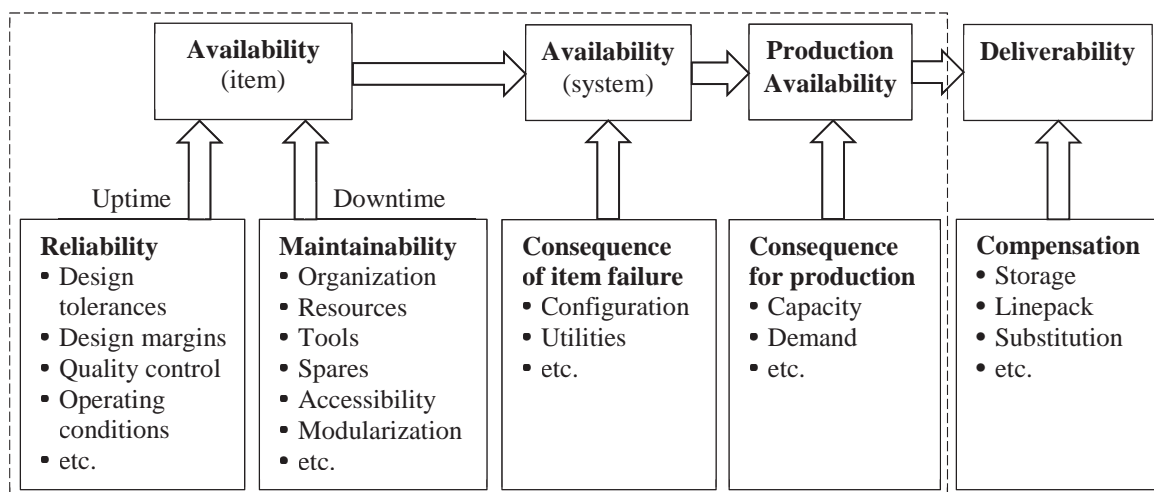 Availability
(item)
Availability
(system)
Production
Availability
Deliverability
Uptime
Downtime
Reliability
▪ Design
tolerances
▪ Design margins
▪ Quality control
▪ Operating
conditions
▪ etc.
Maintainability
▪ Organization
▪ Resources
▪ Tools
▪ Spares
▪ Accessibility
▪ Modularization
▪ etc.
Consequence
of item failure
▪ Configuration
▪ Utilities
▪ etc.
Consequence
for production
▪ Capacity
▪ Demand
▪ etc.
Compensation
• Storage
• Linepack
• Substitution
• etc.